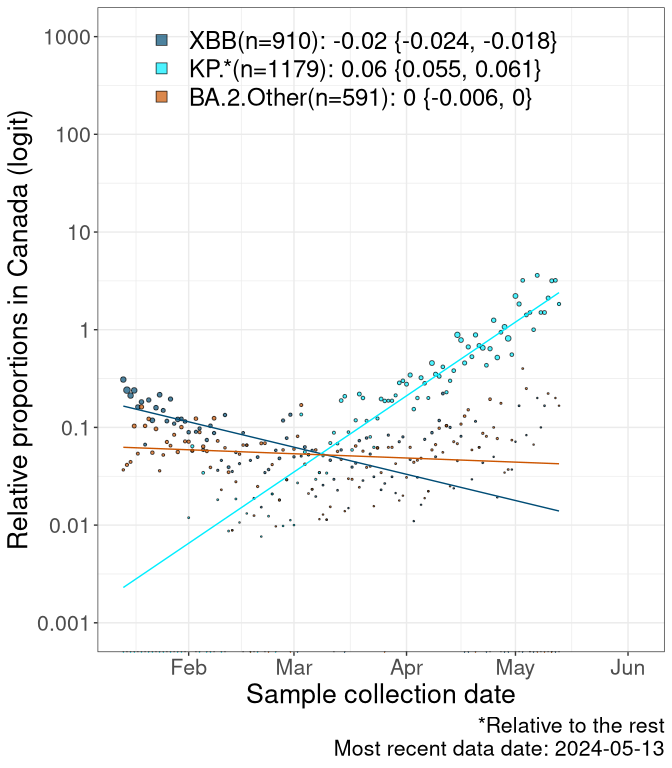 XBB(n=910): -0.02 {-0.024, -0.018}
KP.*(n=1179): 0.06 {0.055, 0.061}
BA.2.Other(n=591): 0 {-0.006, 0}
Relative proportions in Canada (logit)
1000
100
10
1
0.1
0.01
0.001
Feb Mar Apr May Jun
Sample collection date
*Relative to the rest
Most recent data date: 2024-05-13